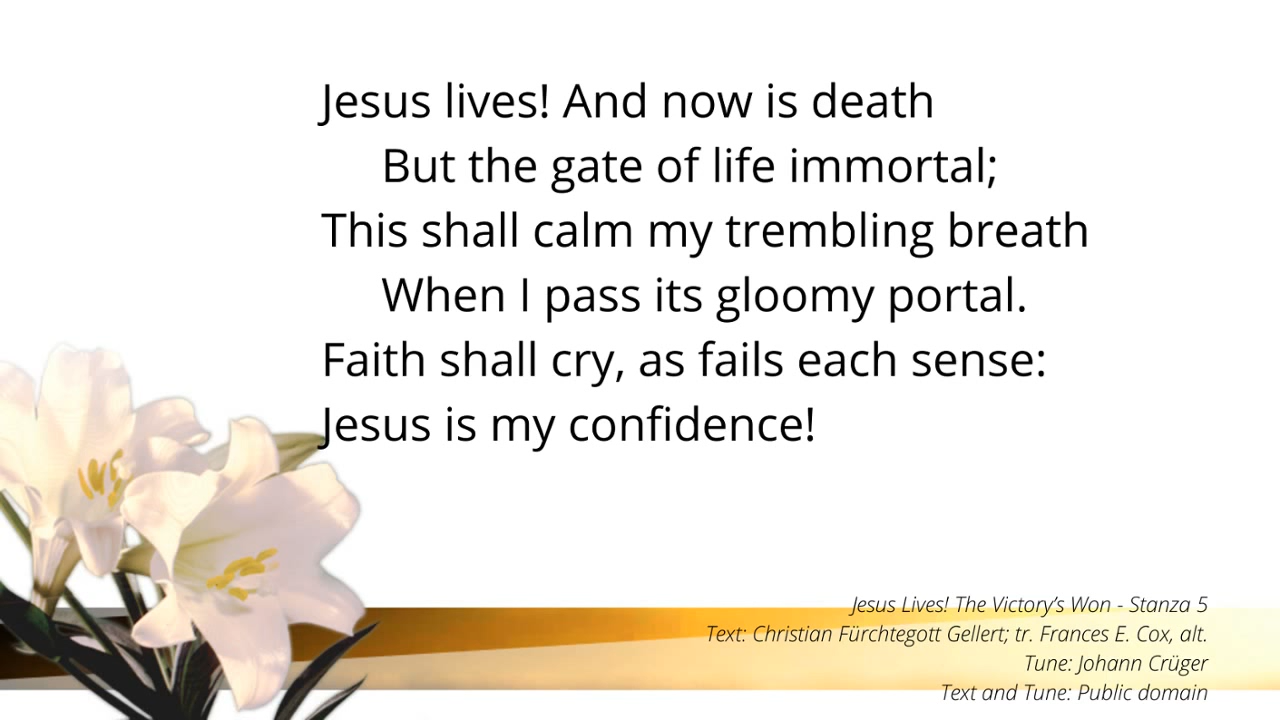 Jesus lives! And now is death
But the gate of life immortal;
This shall calm my trembling breath
When I pass its gloomy portal.
Faith shall cry, as fails each sense:
Jesus is my confidence!
Jesus Lives! The Victory’s Won - Stanza 5
Text: Christian Fürchtegott Gellert; tr. Frances E. Cox, alt.
Tune: Johann Crüger
Text and Tune: Public domain